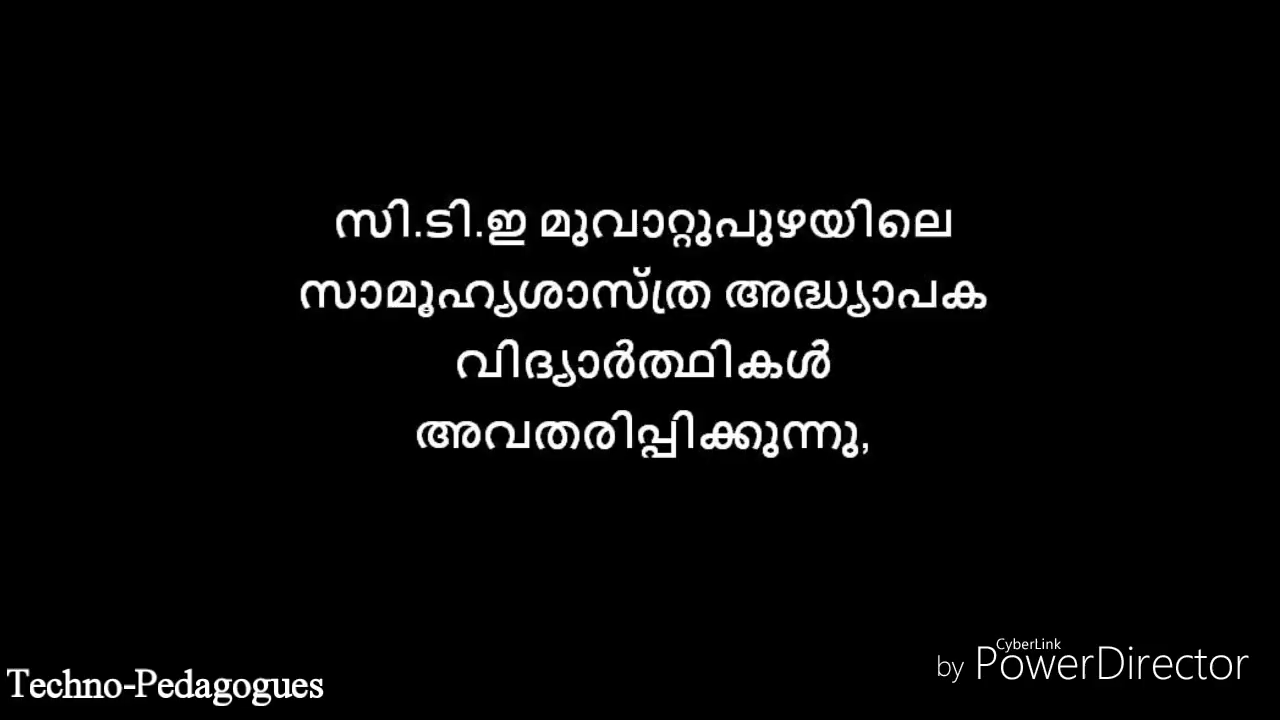 സി.ടി.ഇ മുവാറ്റുപുഴയിലെ
സാമൂഹ്യശാസ്ത്ര അദ്ധ്യാപക
വിദ്യാർത്ഥികൾ
അവതരിപ്പിക്കുന്നു,
Techno-Pedagogues
CyberLink
by PowerDirector